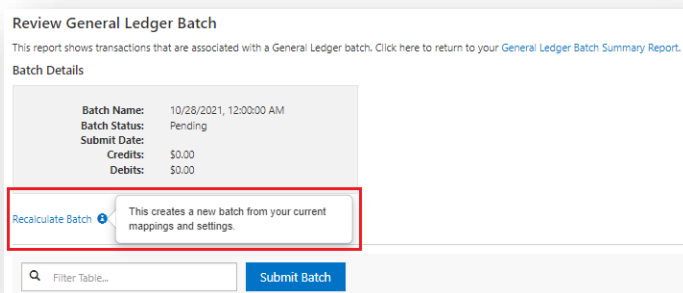 Review General Ledger Batch
This report shows transactions that are associated with a General Ledger batch. Click here to return to your General Ledger Batch Summary Report.
Batch Details
Batch Name: 10/28/2021, 12:00:00 AM
Batch Status: Pending
Submit Date:
Credits: $0.00
Debits: $0.00
Recalculate Batch
This creates a new batch from your current
mappings and settings.
Filter Table...
Submit Batch